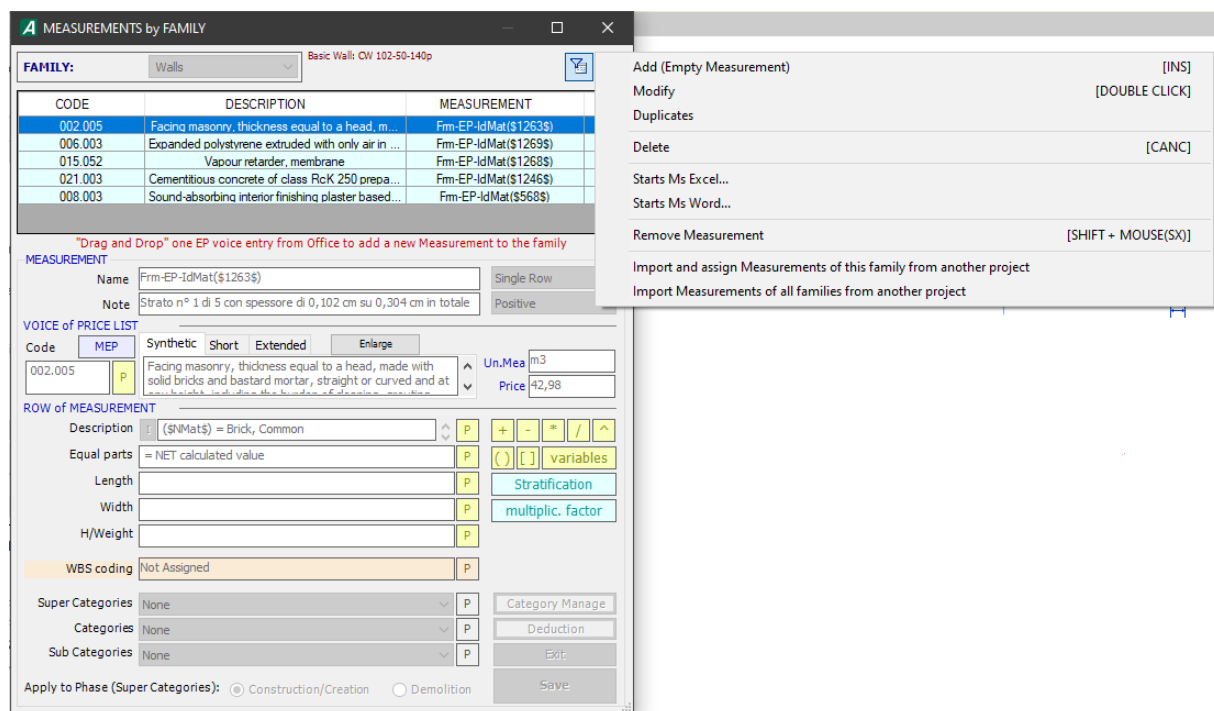 MEASUREMENTS by FAMILY
FAMILY:
Walls
Basic Wall: CW 102-50-140p
CODE DESCRIPTION MEASUREMENT
002.005 Facing masonry, thickness equal to a head, m... Frm-EP-IdMat($1263$)
006.003 Expanded polystyrene extruded with only air in ... Frm-EP-IdMat($1269$)
015.052 Vapour retarder, membrane Frm-EP-IdMat($1268$)
021.003 Cementitious concrete of class RcK 250 prepa... Frm-EP-IdMat($1246$)
008.003 Sound-absorbing interior finishing plaster based... Frm-EP-IdMat($568$)
"Drag and Drop" one EP voice entry from Office to add a new Measurement to the family
MEASUREMENT
Name Frm-EP-IdMat($1263$) Single Row
Note Strato n° 1 di 5 con spessore di 0,102 cm su 0,304 cm in totale Positive
VOICE of PRICE LIST
Code MEP Synthetic Short Extended Enlarge
002.005 P
Facing masonry, thickness equal to a head, made with
solid bricks and bastard mortar, straight or curved and at
any height, including the burden of cleaning, grouting
Un.Mea m3
Price 42,98
ROW of MEASUREMENT
Description ($NMat$) = Brick, Common P + - * / ^
Equal parts = NET calculated value P ( ) [ ] variables
Length P Stratification
Width P multiplic. factor
H/Weight P
WBS coding Not Assigned P
Super Categories None P Category Manage
Categories None P Deduction
Sub Categories None P Exit
Apply to Phase (Super Categories): Construction/Creation Demolition Save
Add (Empty Measurement) [INS]
Modify [DOUBLE CLICK]
Duplicates
Delete [CANC]
Starts Ms Excel...
Starts Ms Word...
Remove Measurement [SHIFT + MOUSE(SX)]
Import and assign Measurements of this family from another project
Import Measurements of all families from another project